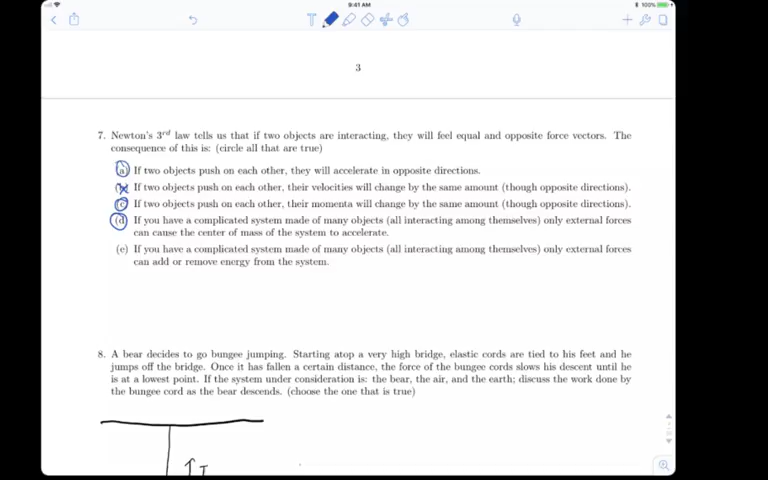 9:41 AM
100%
3
7. Newton's 3rd law tells us that if two objects are interacting, they will feel equal and opposite force vectors. The
consequence of this is: (circle all that are true)
(a) If two objects push on each other, they will accelerate in opposite directions.
If two objects push on each other, their velocities will change by the same amount (though opposite directions).
(c) If two objects push on each other, their momenta will change by the same amount (though opposite directions).
(d) If you have a complicated system made of many objects (all interacting among themselves) only external forces
can cause the center of mass of the system to accelerate.
(e) If you have a complicated system made of many objects (all interacting among themselves) only external forces
can add or remove energy from the system.
8. A bear decides to go bungee jumping. Starting atop a very high bridge, elastic cords are tied to his feet and he
jumps off the bridge. Once it has fallen a certain distance, the force of the bungee cords slows his descent until he
is at a lowest point. If the system under consideration is: the bear, the air, and the earth; discuss the work done by
the bungee cord as the bear descends. (choose the one that is true)